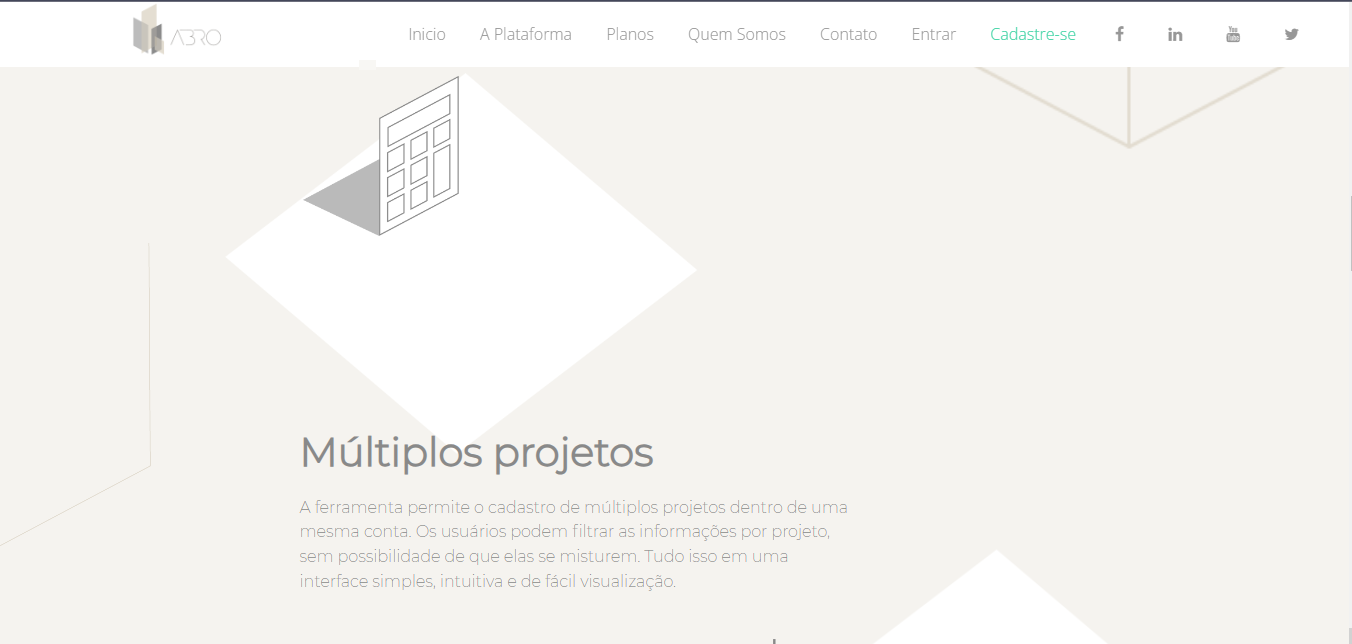 ABRO
Inicio A Plataforma Planos Quem Somos Contato Entrar Cadastre-se
You
Tube
Múltiplos projetos
A ferramenta permite o cadastro de múltiplos projetos dentro de uma
mesma conta. Os usuários podem filtrar as informações por projeto,
sem possibilidade de que elas se misturem. Tudo isso em uma
interface simples, intuitiva e de fácil visualização.